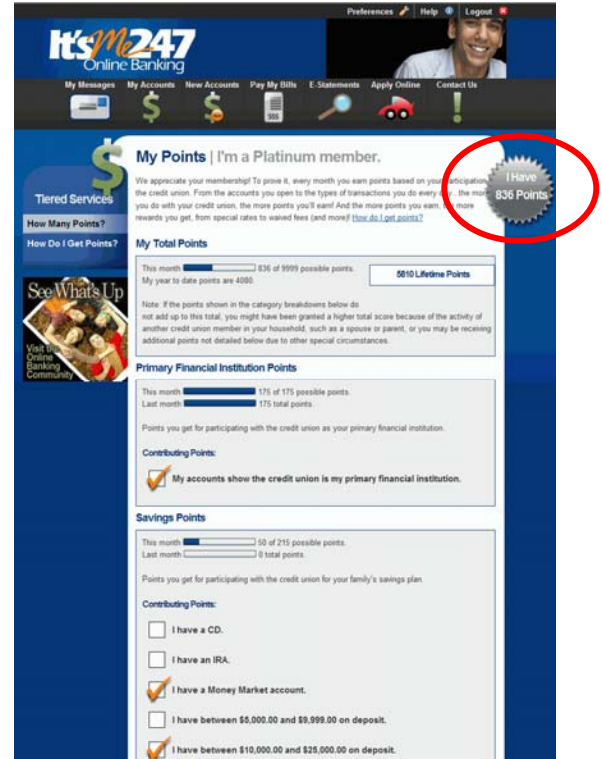 Preferences Help Logout
It'sMe247
Online Banking
My Messages My Accounts New Accounts Pay My Bills E-Statements Apply Online Contact Us
$$$
Tiered Services
How Many Points?
How Do I Get Points?
See What's Up
Visit the
Online
Banking
Community
My Points | I'm a Platinum member.
I Have
836 Points
We appreciate your membership! To prove it, every month you earn points based on your participation
the credit union. From the accounts you open to the types of transactions you do every day...the more
you do with your credit union, the more points you'll earn! And the more points you earn, the more
rewards you get, from special rates to waived fees (and more)! How do I get points?
My Total Points
This month 836 of 9999 possible points.
My year to date points are 4080.
5810 Lifetime Points
Note: If the points shown in the category breakdowns below do
not add up to this total, you might have been granted a higher total score because of the activity of
another credit union member in your household, such as a spouse or parent, or you may be receiving
additional points not detailed below due to other special circumstances.
Primary Financial Institution Points
This month 175 of 175 possible points.
Last month 175 total points.
Points you get for participating with the credit union as your primary financial institution.
Contributing Points:
My accounts show the credit union is my primary financial institution.
Savings Points
This month 50 of 215 possible points.
Last month 0 total points.
Points you get for participating with the credit union for your family's savings plan.
Contributing Points:
I have a CD.
I have an IRA.
I have a Money Market account.
I have between $5,000.00 and $9,999.00 on deposit.
I have between $10,000.00 and $25,000.00 on deposit.